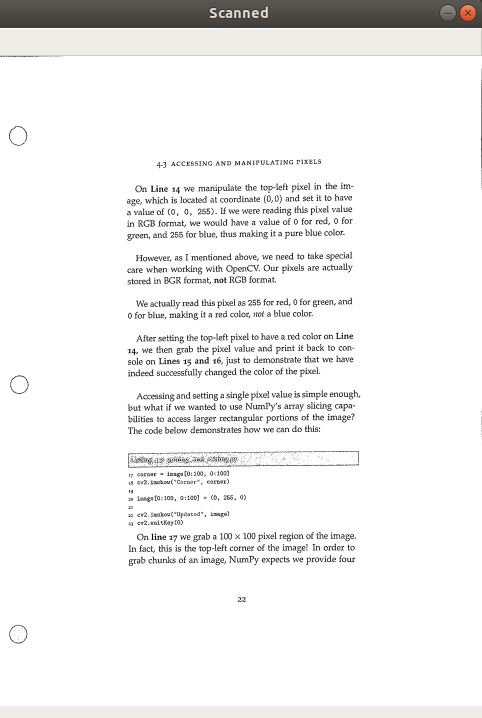 Scanned
4.3 ACCESSING AND MANIPULATING PIXELS
On Line 14 we manipulate the top-left pixel in the im-
age, which is located at coordinate (0,0) and set it to have
a value of (0, 0, 255). If we were reading this pixel value
in RGB format, we would have a value of 0 for red, 0 for
green, and 255 for blue, thus making it a pure blue color.
However, as I mentioned above, we need to take special
care when working with OpenCV. Our pixels are actually
stored in BGR format, not RGB format.
We actually read this pixel as 255 for red, 0 for green, and
0 for blue, making it a red color, not a blue color.
After setting the top-left pixel to have a red color on Line
14, we then grab the pixel value and print it back to con-
sole on Lines 15 and 16, just to demonstrate that we have
indeed successfully changed the color of the pixel.
Accessing and setting a single pixel value is simple enough,
but what if we wanted to use NumPy's array slicing capa-
bilities to access larger rectangular portions of the image?
The code below demonstrates how we can do this:
17 corner = image[0:100, 0:100]
18 cv2.imshow("Corner", corner)
19
20 image[0:100, 0:100] = (0, 255, 0)
21
22 cv2.imshow("Updated", image)
23 cv2.waitKey(0)
On line 17 we grab a 100 × 100 pixel region of the image.
In fact, this is the top-left corner of the image! In order to
grab chunks of an image, NumPy expects we provide four
22